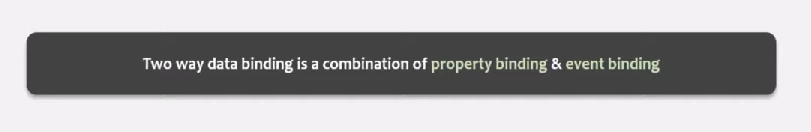 Two way data binding is a combination of property binding & event binding